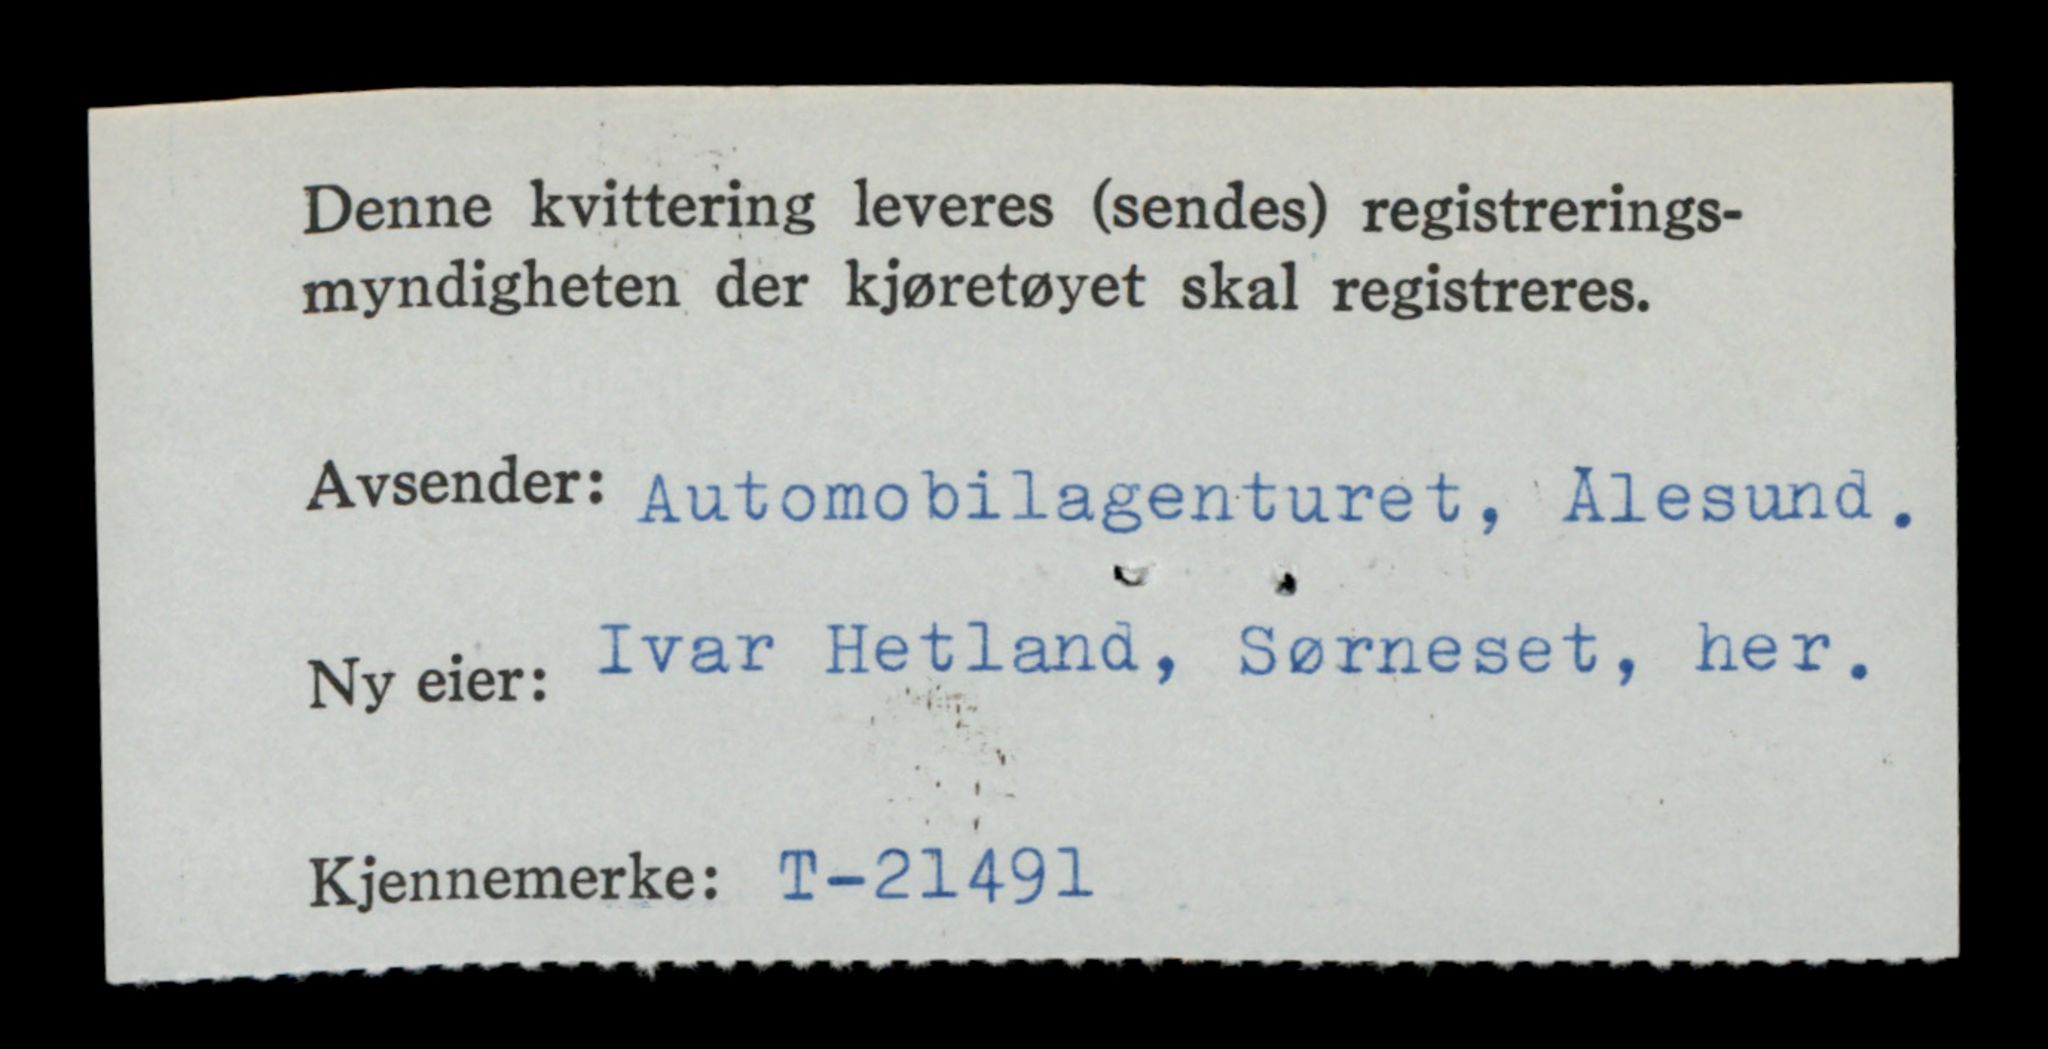 Denne kvittering leveres (sendes) registrerings-
myndigheten der kjøretøyet skal registreres.
Avsender: Automobilagenturet, Ålesund.
Ny eier: Ivar Hetland, Sørneset, her.
Kjennemerke: T-21491